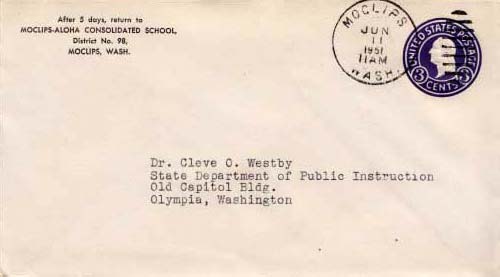 After 5 days, return to
MOCLIPS-ALOHA CONSOLIDATED SCHOOL,
District No. 98,
MOCLIPS, WASH.
MOCLIPS
JUN
11
1951
11AM
WASH.
UNITED STATES POSTAGE
3 CENTS 3
Dr. Cleve O. Westby
State Department of Public Instruction
Old Capitol Bldg.
Olympia, Washington